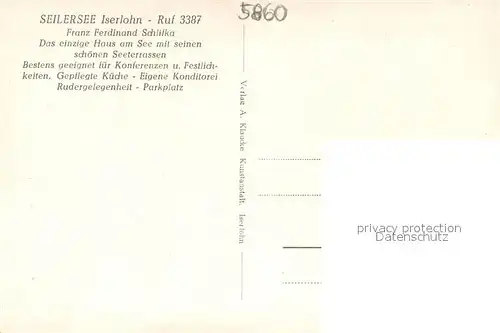 SEILERSEE Iserlohn - Ruf 3387
Franz Ferdinand Schlifka
Das einzige Haus am See mit seinen
schönen Seeterrassen
Bestens geeignet für Konferenzen u. Festlich-
keiten. Gepflegte Küche - Eigene Konditorei
Rudergelegenheit - Parkplatz
5860
Verlag A. Klaucke Kunstanstalt, Iserlohn
privacy protection
Datenschutz